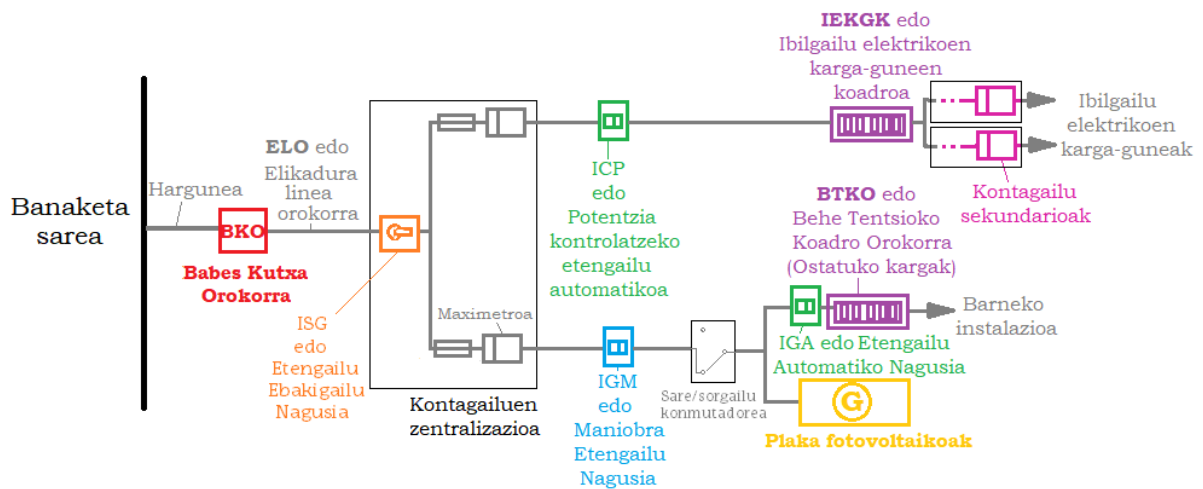 Banaketa
sarea
Hargunea
BKO
Babes Kutxa
Orokorra
ELO edo
Elikadura
linea
orokorra
ISG
edo
Etengailu
Ebakigailu
Nagusia
Maximetroa
Kontagailuen
zentralizazioa
ICP
edo
Potentzia
kontrolatzeko
etengailu
automatikoa
IGM
edo
Maniobra
Etengailu
Nagusia
Sare/sorgailu
konmutadorea
IEKGK edo
Ibilgailu elektrikoen
karga-guneen
koadroa
Ibilgailu
elektrikoen
karga-guneak
Kontagailu
sekundarioak
BTKO edo
Behe Tentsioko
Koadro Orokorra
(Ostatuko kargak)
Barneko
instalazioa
IGA edo Etengailu
Automatiko Nagusia
G
Plaka fotovoltaikoak